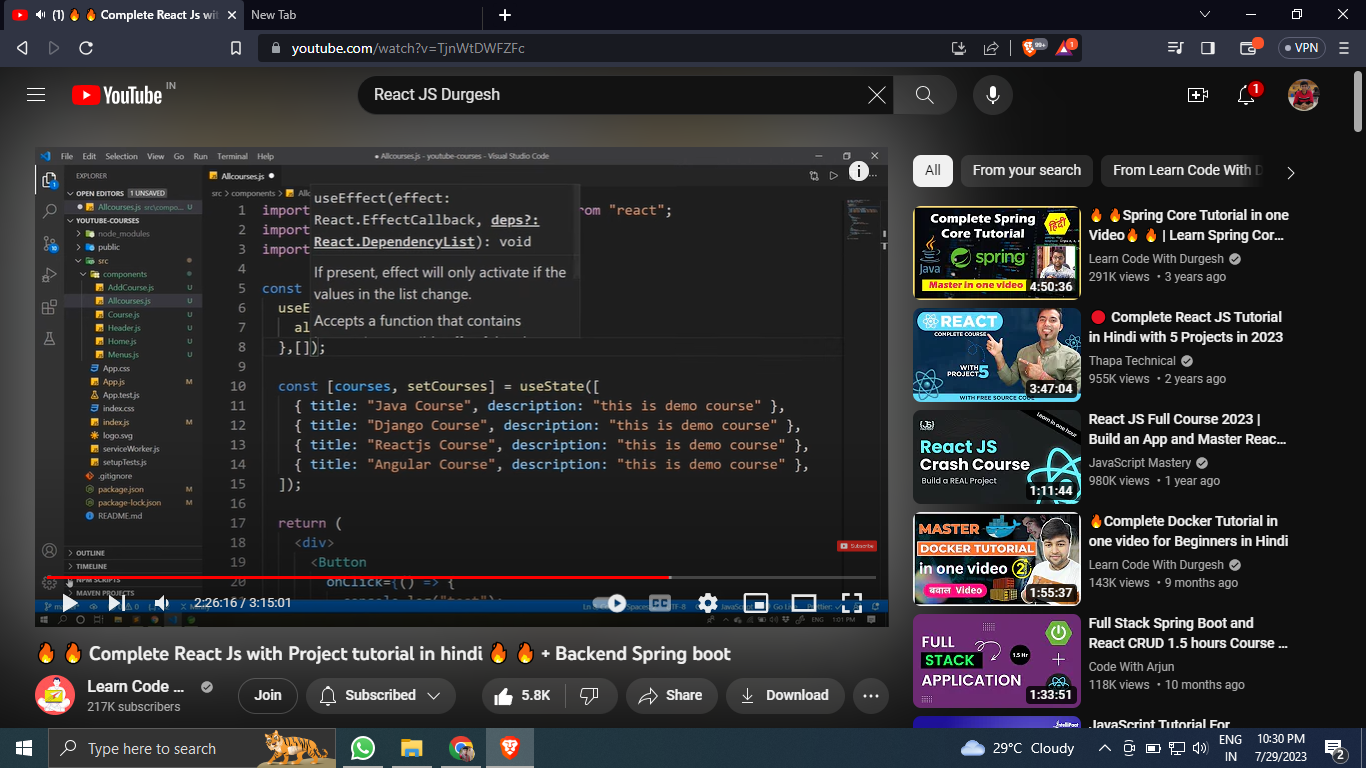 (1) 🔥 🔥 Complete React Js wit
New Tab
youtube.com/watch?v=TjnWtDWFZFc
99+
1
VPN
YouTube IN
React JS Durgesh
1
File Edit Selection View Go Run Terminal Help
● Allcourses.js - youtube-courses - Visual Studio Code
EXPLORER
OPEN EDITORS 1 UNSAVED
Allcourses.js src\compo... U
YOUTUBE-COURSES
node_modules
public
src
components
AddCourse.js U
Allcourses.js U
Course.js U
Header.js U
Home.js U
Menus.js U
App.css
App.js M
App.test.js
index.css
index.js M
logo.svg
serviceWorker.js
setupTests.js
.gitignore
package.json M
package-lock.json M
README.md
OUTLINE
TIMELINE
NPM SCRIPTS
MAVEN PROJECTS
Allcourses.js ●
src > components > Allc
useEffect(effect:
React.EffectCallback, deps?:
React.DependencyList): void
If present, effect will only activate if the
values in the list change.
Accepts a function that contains
1 import om "react";
2 import
3 import
4
5 const
6 useE
7 al
8 },[]);
9
10 const [courses, setCourses] = useState([
11 { title: "Java Course", description: "this is demo course" },
12 { title: "Django Course", description: "this is demo course" },
13 { title: "Reactjs Course", description: "this is demo course" },
14 { title: "Angular Course", description: "this is demo course" },
15 ]);
16
17 return (
18 <div>
19 <Button
20 onClick={() => {
Subscribe
2:26:16 / 3:15:01
ENG 1:01 PM
🔥 🔥 Complete React Js with Project tutorial in hindi 🔥 🔥 + Backend Spring boot
Learn Code ...
217K subscribers
Join
Subscribed
5.8K
Share
Download
All
From your search
From Learn Code With D
Complete Spring
Core Tutorial
हिंदी
Java
spring
Master in one video
4:50:36
🔥 🔥Spring Core Tutorial in one
Video🔥 🔥 | Learn Spring Cor...
Learn Code With Durgesh
291K views • 3 years ago
REACT
COMPLETE COURSE
WITH
PROJECT 5
WITH FREE SOURCE CODE
3:47:04
🔴 Complete React JS Tutorial
in Hindi with 5 Projects in 2023
Thapa Technical
955K views • 2 years ago
Learn in one hour
React JS
Crash Course
Build a REAL Project
1:11:44
React JS Full Course 2023 |
Build an App and Master Reac...
JavaScript Mastery
980K views • 1 year ago
MASTER
DOCKER TUTORIAL
in one video 2
बवाल Video
1:55:37
🔥Complete Docker Tutorial in
one video for Beginners in Hindi
Learn Code With Durgesh
143K views • 9 months ago
FULL
STACK
APPLICATION
1.5 Hr
1:33:51
Full Stack Spring Boot and
React CRUD 1.5 hours Course ...
Code With Arjun
118K views • 10 months ago
JavaScript Tutorial For
Type here to search
29°C Cloudy
ENG
IN
10:30 PM
7/29/2023
2